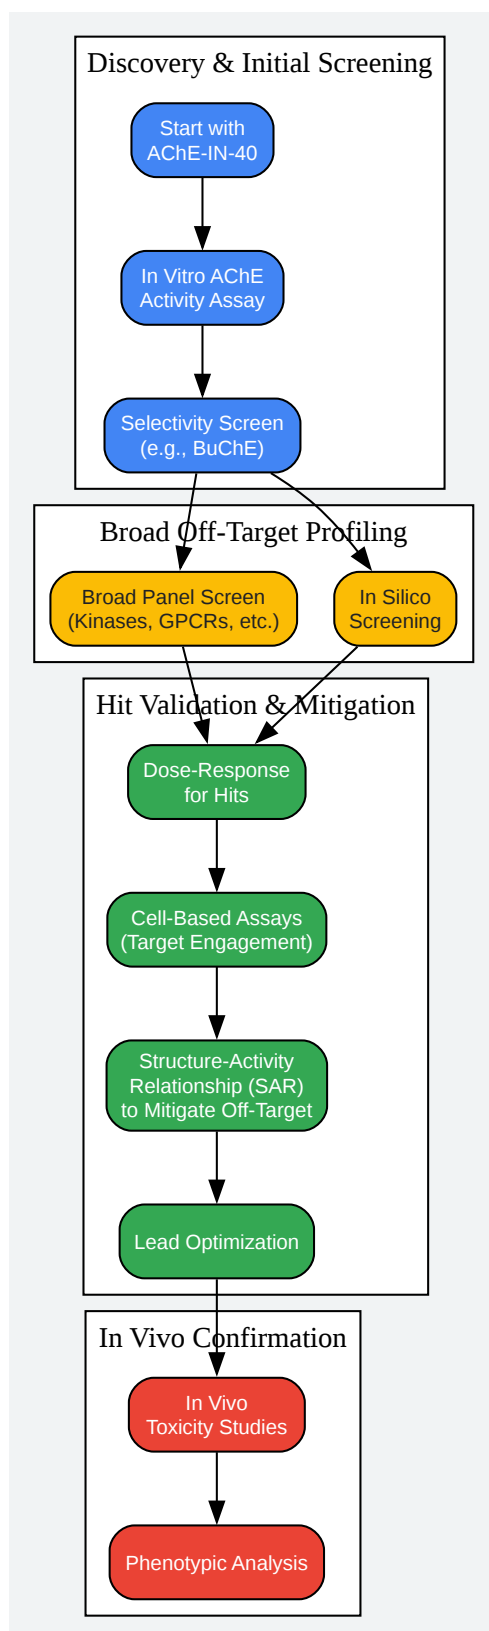 Discovery & Initial Screening
Start with
AChE-IN-40
In Vitro AChE
Activity Assay
Selectivity Screen
(e.g., BuChE)
Broad Off-Target Profiling
Broad Panel Screen
(Kinases, GPCRs, etc.)
In Silico
Screening
Hit Validation & Mitigation
Dose-Response
for Hits
Cell-Based Assays
(Target Engagement)
Structure-Activity
Relationship (SAR)
to Mitigate Off-Target
Lead Optimization
In Vivo Confirmation
In Vivo
Toxicity Studies
Phenotypic Analysis